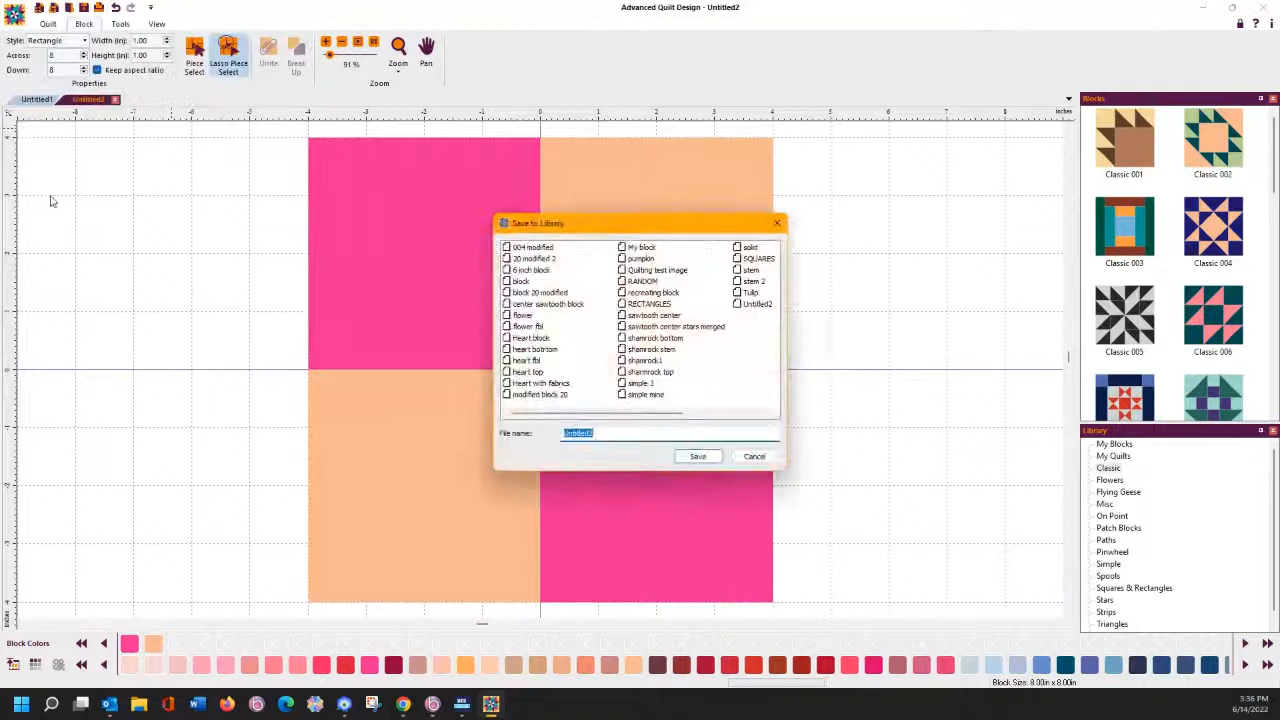 Advanced Quilt Design - Untitled2
Quilt Block Tools View
Style: Rectangle Width (in): 1.00
Across: 8 Height (in): 1.00
Down: 8 Keep aspect ratio
Properties
Piece Select
Lasso Piece Select
Unite
Break Up
91 %
Zoom
Pan
Zoom
Untitled1 Untitled2
inches
Save to Library
004 modified
20 modified 2
6 inch block
block
block 20 modified
center sawtooth block
flower
flower fbl
Heart block
heart bottom
heart fbl
heart top
Heart with fabrics
modified block 20
My block
pumpkin
Quilting test image
RANDOM
recreating block
RECTANGLES
sawtooth center
sawtooth center stars merged
shamrock bottom
shamrock stem
shamrock1
sharmrock top
simple 3
simple mine
solid
SQUARES
stem
stem 2
Tulip
Untitled2
File name: Untitled2
Save Cancel
Blocks
Classic 001 Classic 002
Classic 003 Classic 004
Classic 005 Classic 006
Library
My Blocks
My Quilts
Classic
Flowers
Flying Geese
Misc
On Point
Patch Blocks
Paths
Pinwheel
Simple
Spools
Squares & Rectangles
Stars
Strips
Triangles
Block Colors
Block Size: 8.00in x 8.00in
3:36 PM
6/14/2022